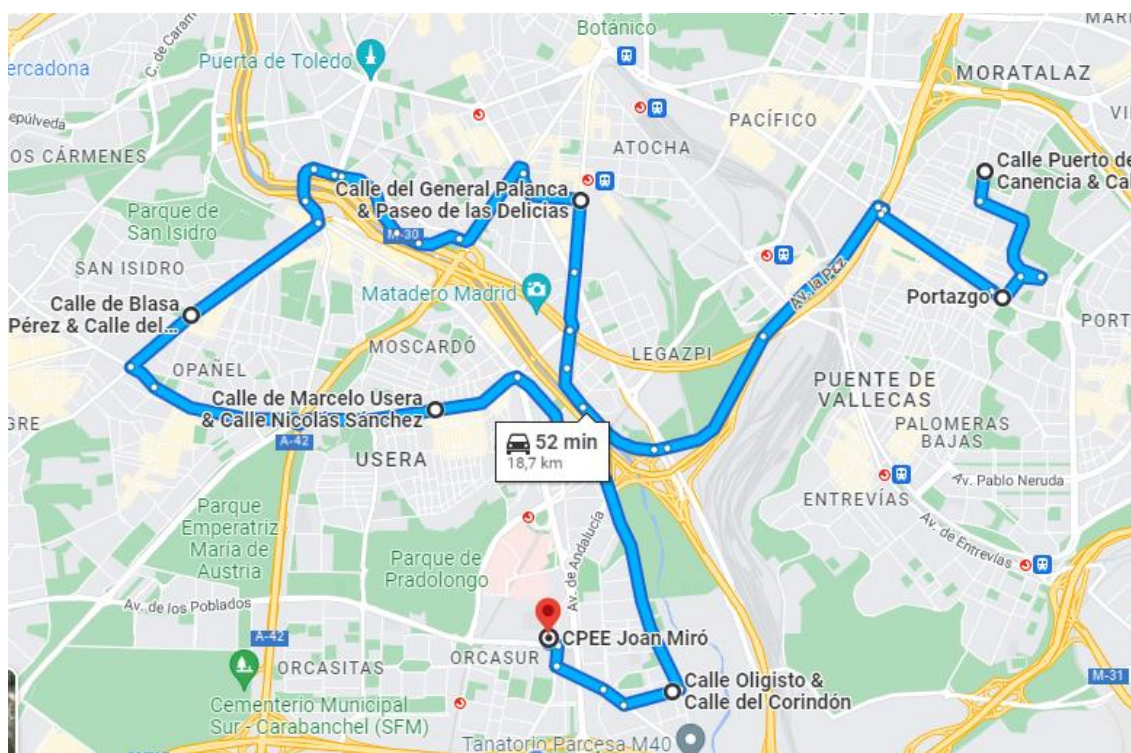 Botánico
Puerta de Toledo
MORATALAZ
PACÍFICO
ATOCHA
OS CÁRMENES
Calle Puerto de
Canencia & Cal
Calle del General Palanca
& Paseo de las Delicias
Parque de
San Isidro
M-30
SAN ISIDRO
Av. la Paz
Matadero Madrid
Portazgo
Calle de Blasa
Pérez & Calle del...
PORT
MOSCARDÓ
LEGAZPI
OPAÑEL
PUENTE DE
VALLECAS
Calle de Marcelo Usera
& Calle Nicolás Sánchez
PALOMERAS
BAJAS
GRE
A-42
52 min
18,7 km
USERA
Av. Pablo Neruda
ENTREVÍAS
Parque
Emperatriz
María de
Austria
Av. de Entrevías
Av. de Andalucía
Parque de
Pradolongo
Av. de los Poblados
A-42
CPEE Joan Miró
ORCASITAS
ORCASUR
M-31
Calle Oligisto &
Calle del Corindón
Cementerio Municipal
Sur - Carabanchel (SFM)
Tanatorio Parcesa M40